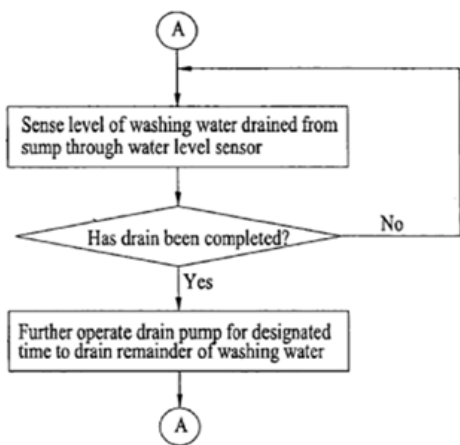 A
Sense level of washing water drained from
sump through water level sensor
Has drain been completed?
No
Yes
Further operate drain pump for designated
time to drain remainder of washing water
A